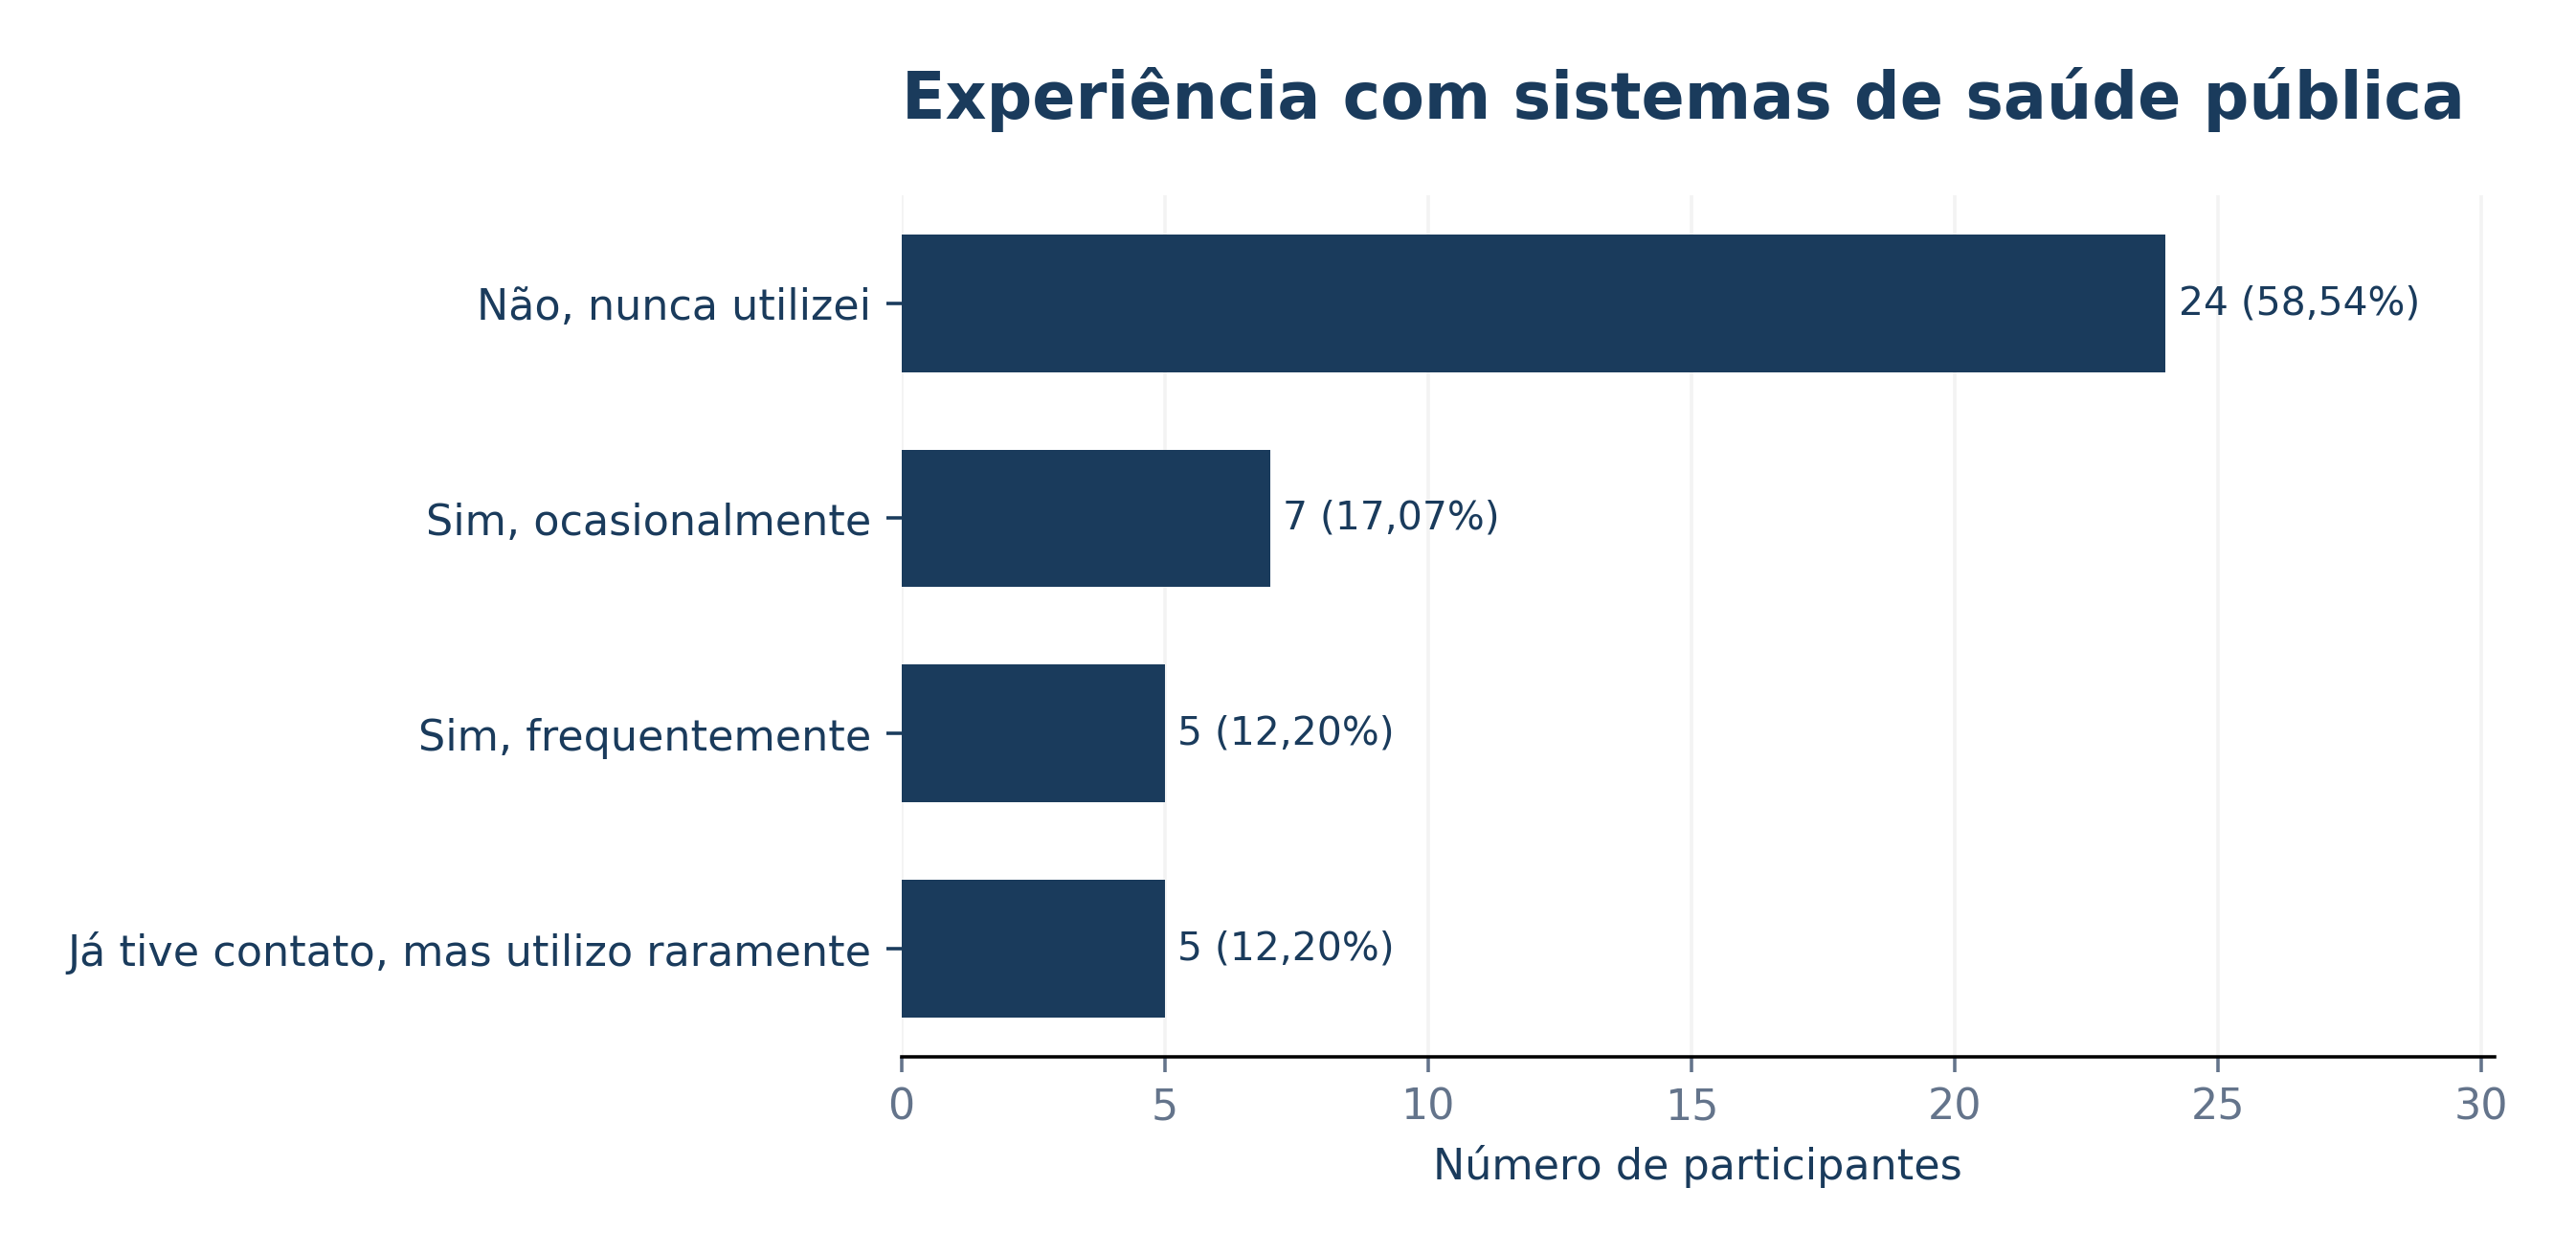 Experiência com sistemas de saúde pública
Não, nunca utilizei
24 (58,54%)
Sim, ocasionalmente
7 (17,07%)
Sim, frequentemente
5 (12,20%)
Já tive contato, mas utilizo raramente
5 (12,20%)
0 5 10 15 20 25 30
Número de participantes